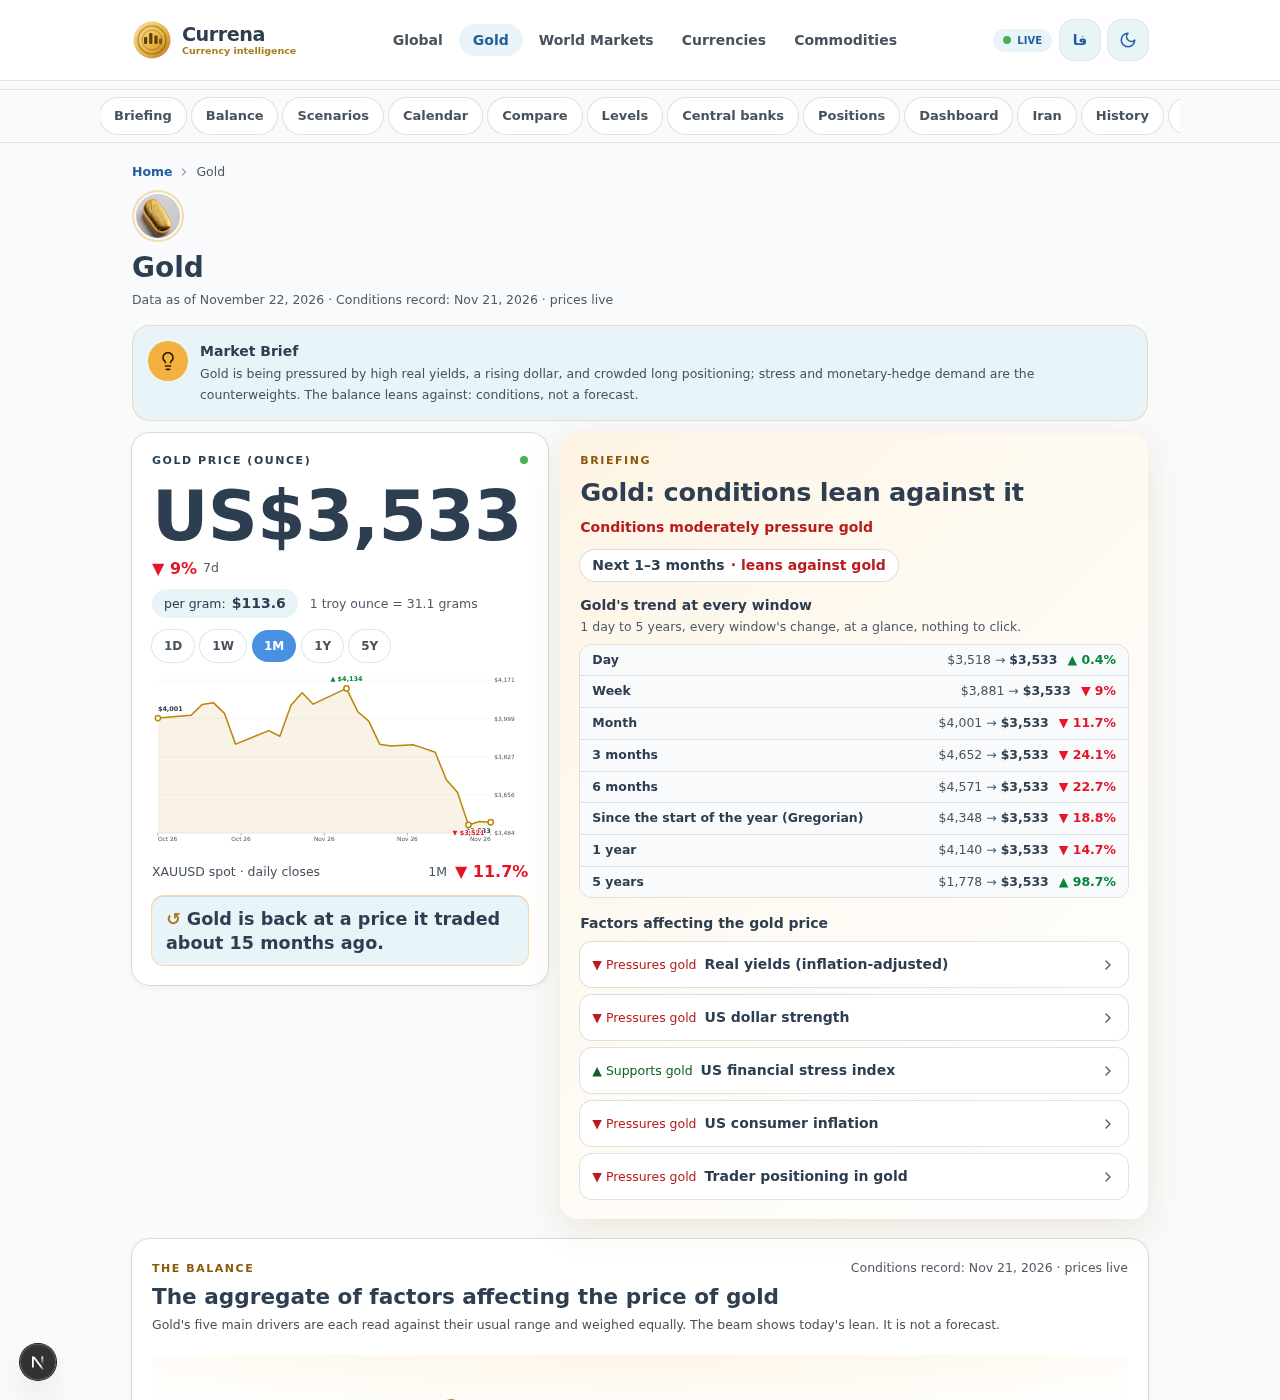 Currena
Currency intelligence
Global
Gold
World Markets
Currencies
Commodities
LIVE
فا
Briefing
Balance
Scenarios
Calendar
Compare
Levels
Central banks
Positions
Dashboard
Iran
History
Home
Gold
Gold
Data as of November 22, 2026 · Conditions record: Nov 21, 2026 · prices live
Market Brief
Gold is being pressured by high real yields, a rising dollar, and crowded long positioning; stress and monetary-hedge demand are the
counterweights. The balance leans against: conditions, not a forecast.
GOLD PRICE (OUNCE)
US$3,533
▼ 9% 7d
per gram: $113.6
1 troy ounce = 31.1 grams
1D
1W
1M
1Y
5Y
▲ $4,134
$4,001
$4,171
$3,999
$3,827
$3,656
$3,484
▼ $3,521
Oct 26
Oct 26
Nov 26
Nov 26
Nov 26
XAUUSD spot · daily closes
1M ▼ 11.7%
↺ Gold is back at a price it traded
about 15 months ago.
BRIEFING
Gold: conditions lean against it
Conditions moderately pressure gold
Next 1–3 months · leans against gold
Gold's trend at every window
1 day to 5 years, every window's change, at a glance, nothing to click.
Day $3,518 → $3,533 ▲ 0.4%
Week $3,881 → $3,533 ▼ 9%
Month $4,001 → $3,533 ▼ 11.7%
3 months $4,652 → $3,533 ▼ 24.1%
6 months $4,571 → $3,533 ▼ 22.7%
Since the start of the year (Gregorian) $4,348 → $3,533 ▼ 18.8%
1 year $4,140 → $3,533 ▼ 14.7%
5 years $1,778 → $3,533 ▲ 98.7%
Factors affecting the gold price
▼ Pressures gold Real yields (inflation-adjusted)
▼ Pressures gold US dollar strength
▲ Supports gold US financial stress index
▼ Pressures gold US consumer inflation
▼ Pressures gold Trader positioning in gold
THE BALANCE
Conditions record: Nov 21, 2026 · prices live
The aggregate of factors affecting the price of gold
Gold's five main drivers are each read against their usual range and weighed equally. The beam shows today's lean. It is not a forecast.
N